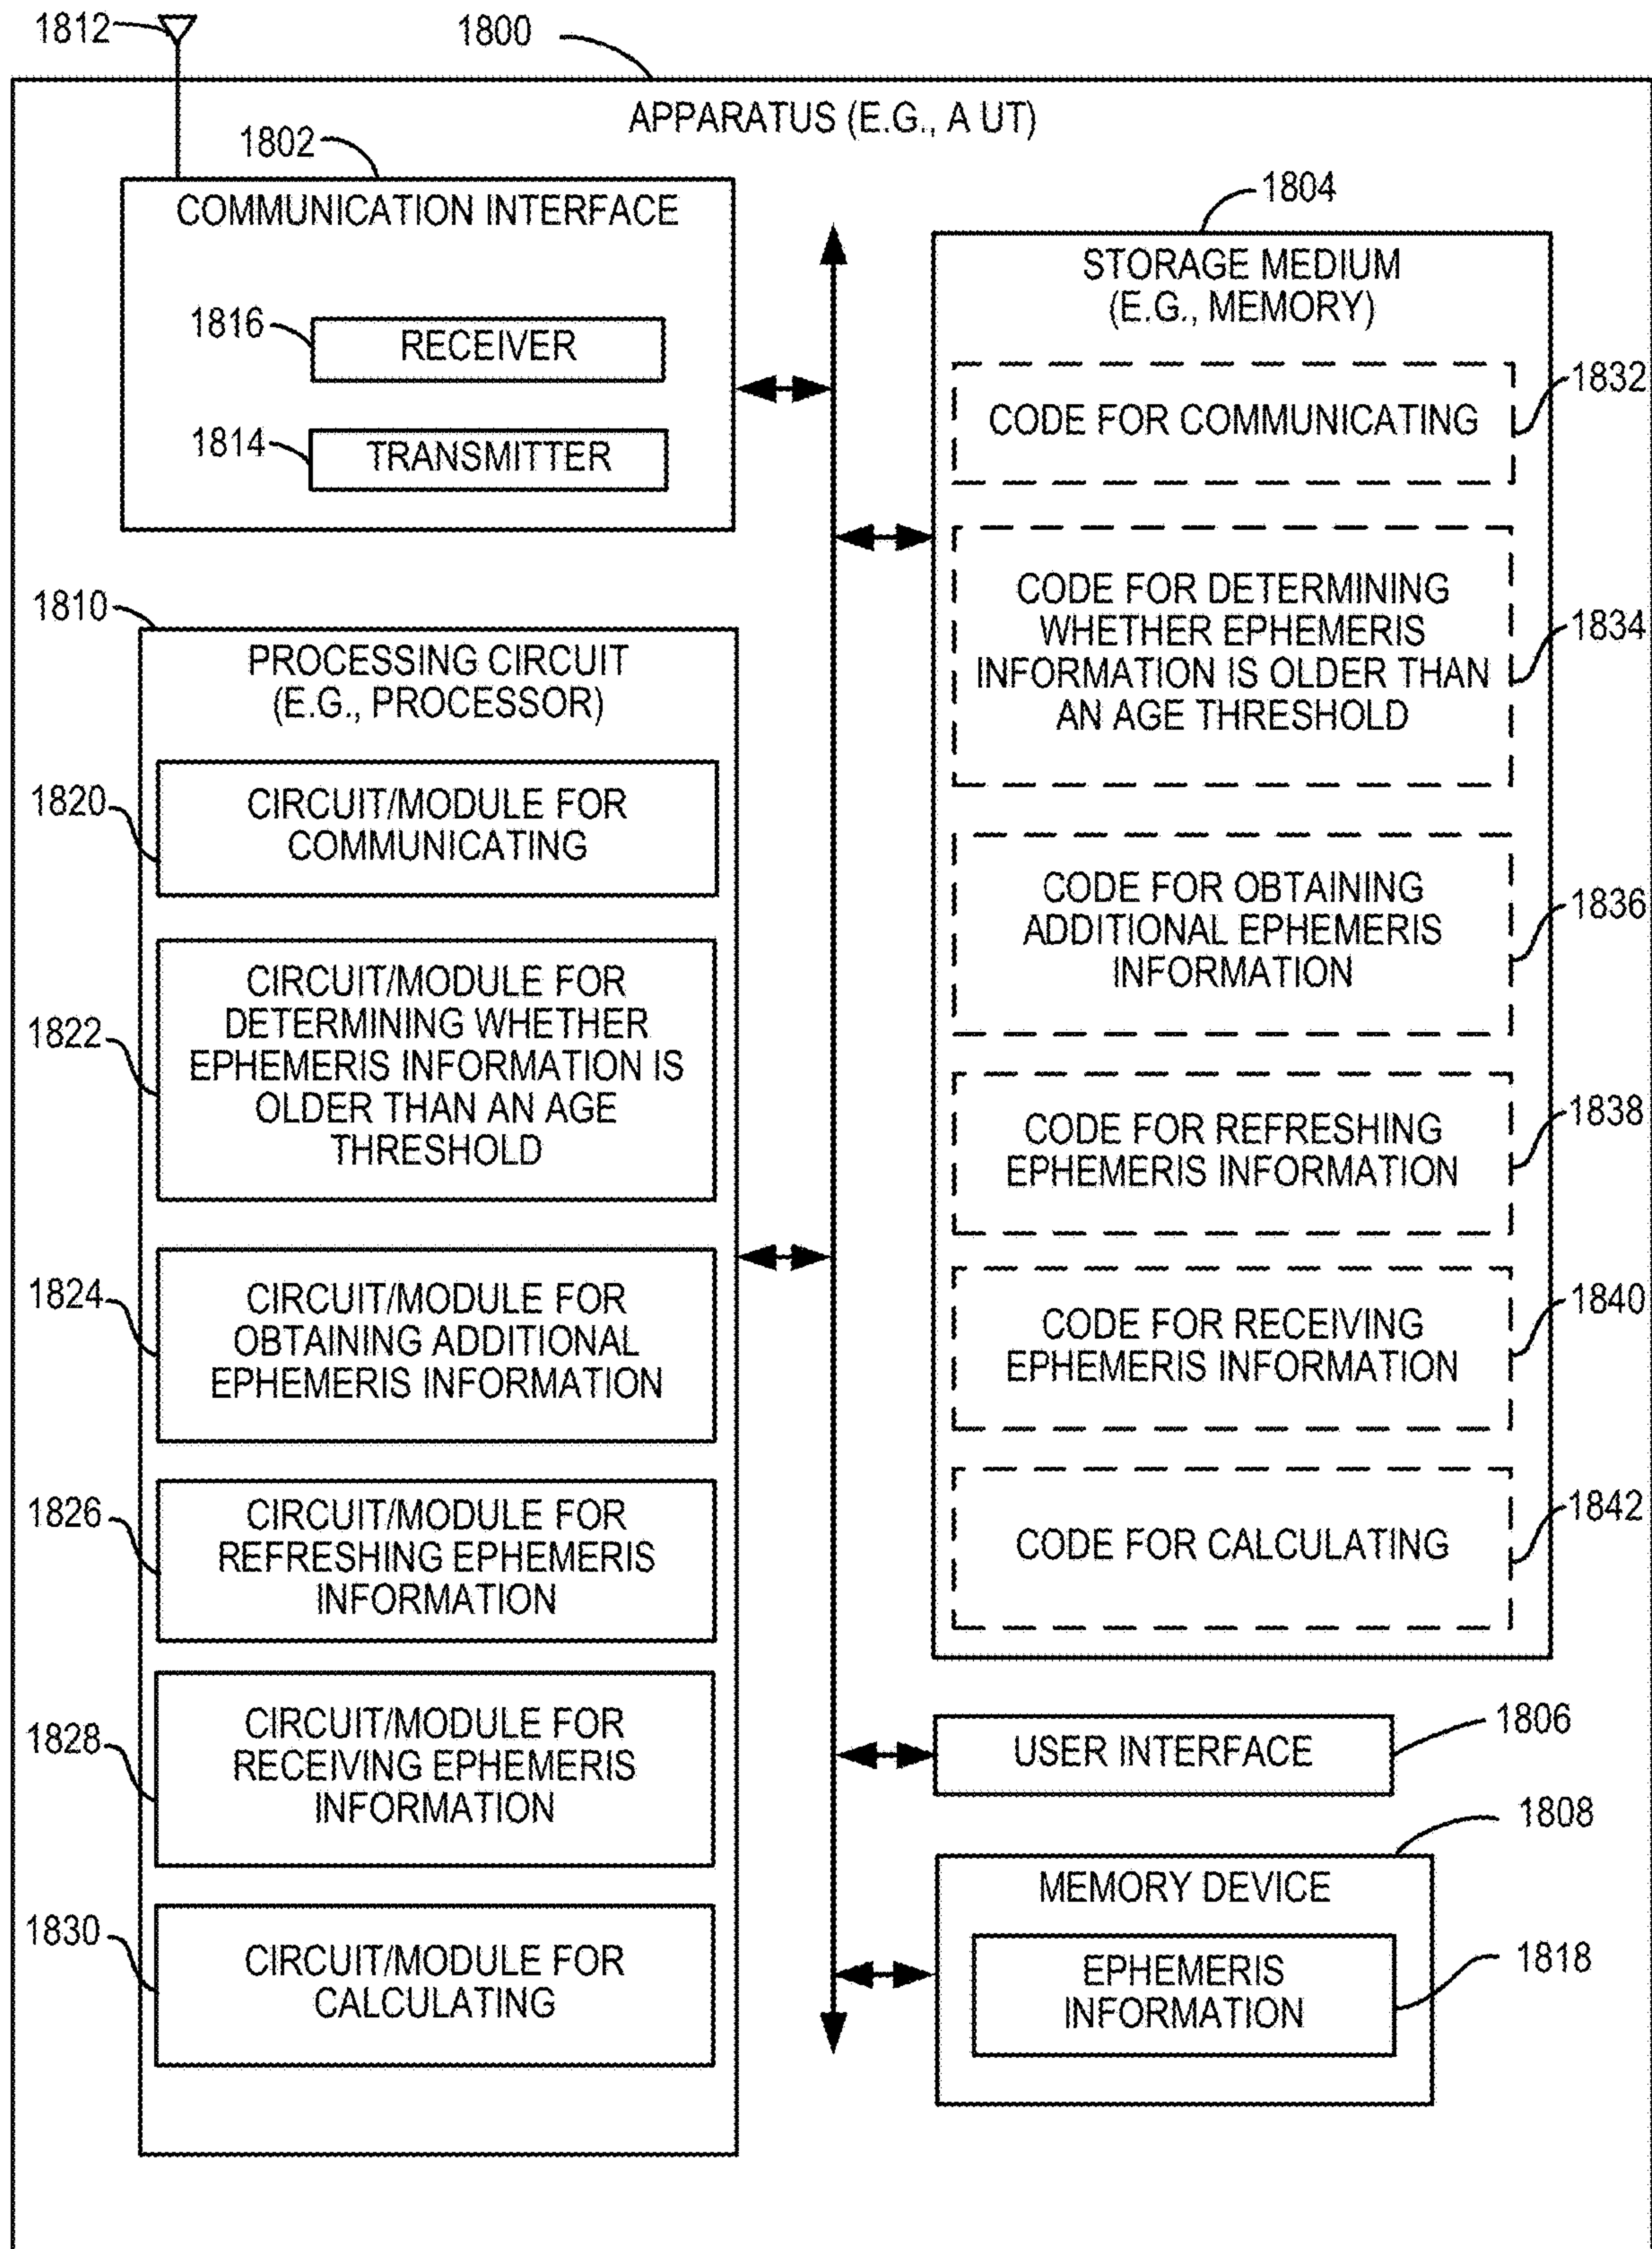 1812
1800
APPARATUS (E.G., A UT)
1802
COMMUNICATION INTERFACE
1816
RECEIVER
1814
TRANSMITTER
1810
PROCESSING CIRCUIT
(E.G., PROCESSOR)
1820
CIRCUIT/MODULE FOR
COMMUNICATING
1822
CIRCUIT/MODULE FOR
DETERMINING WHETHER
EPHEMERIS INFORMATION IS
OLDER THAN AN AGE
THRESHOLD
1824
CIRCUIT/MODULE FOR
OBTAINING ADDITIONAL
EPHEMERIS INFORMATION
1826
CIRCUIT/MODULE FOR
REFRESHING EPHEMERIS
INFORMATION
1828
CIRCUIT/MODULE FOR
RECEIVING EPHEMERIS
INFORMATION
1830
CIRCUIT/MODULE FOR
CALCULATING
1804
STORAGE MEDIUM
(E.G., MEMORY)
1832
CODE FOR COMMUNICATING
1834
CODE FOR DETERMINING
WHETHER EPHEMERIS
INFORMATION IS OLDER THAN
AN AGE THRESHOLD
1836
CODE FOR OBTAINING
ADDITIONAL EPHEMERIS
INFORMATION
1838
CODE FOR REFRESHING
EPHEMERIS INFORMATION
1840
CODE FOR RECEIVING
EPHEMERIS INFORMATION
1842
CODE FOR CALCULATING
1806
USER INTERFACE
1808
MEMORY DEVICE
1818
EPHEMERIS
INFORMATION